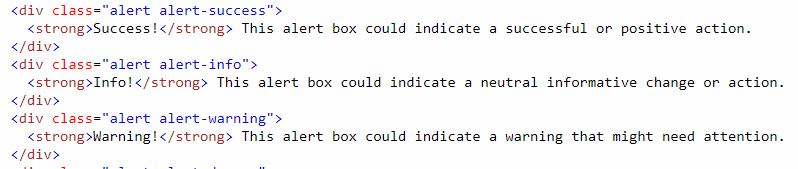 <div class="alert alert-success">
  <strong>Success!</strong> This alert box could indicate a successful or positive action.
</div>
<div class="alert alert-info">
  <strong>Info!</strong> This alert box could indicate a neutral informative change or action.
</div>
<div class="alert alert-warning">
  <strong>Warning!</strong> This alert box could indicate a warning that might need attention.
</div>